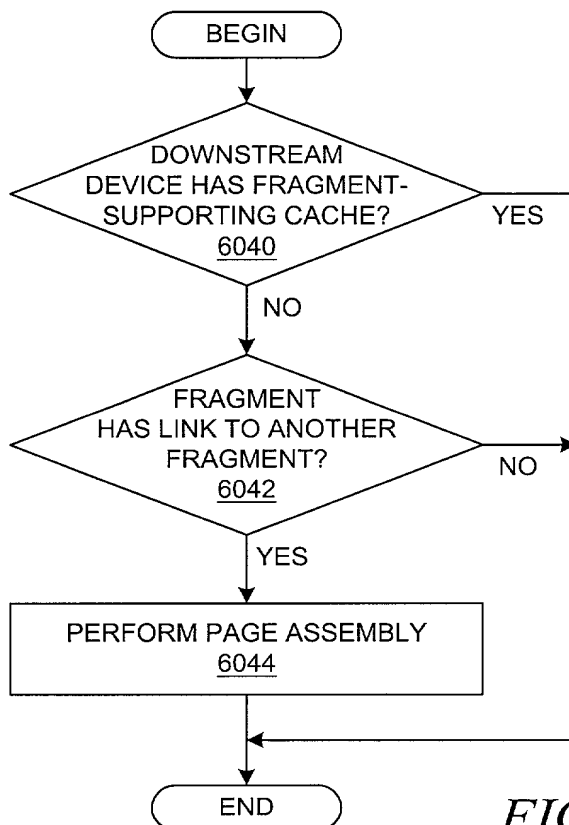 BEGIN
DOWNSTREAM
DEVICE HAS FRAGMENT-
SUPPORTING CACHE?
6040
YES
NO
FRAGMENT
HAS LINK TO ANOTHER
FRAGMENT?
6042
NO
YES
PERFORM PAGE ASSEMBLY
6044
END